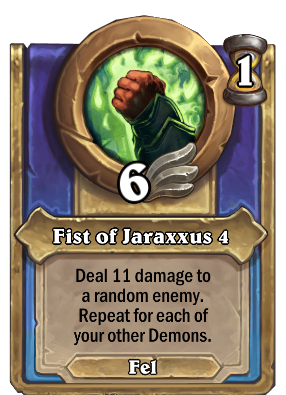 1
6
Fist of Jaraxxus 4
Deal 11 damage to
a random enemy.
Repeat for each of
your other Demons.
Fel